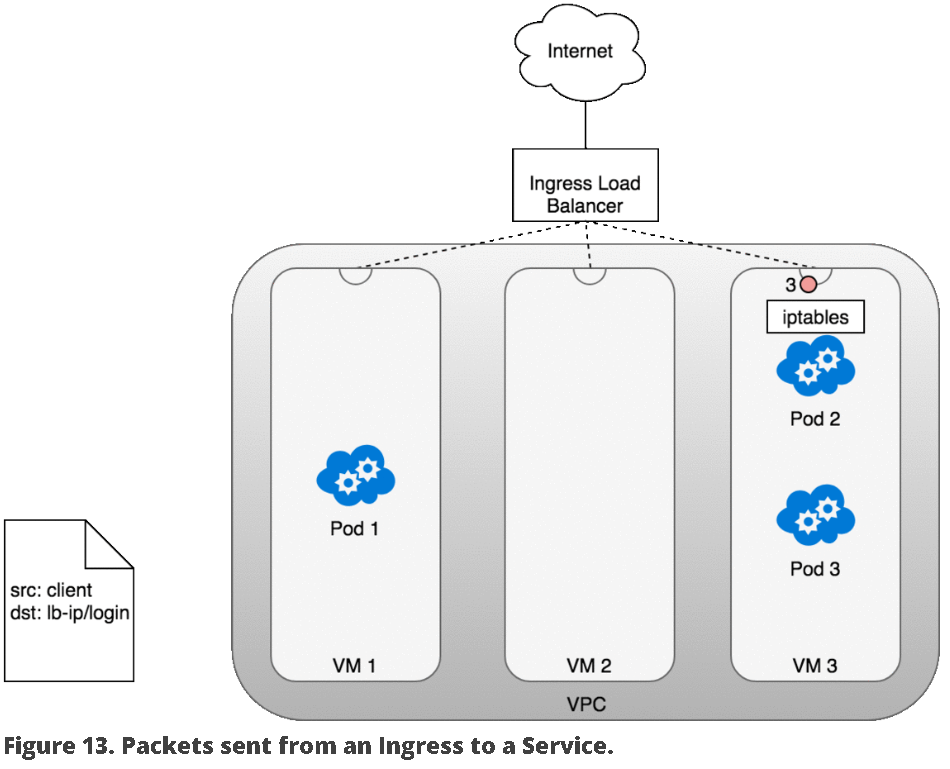 Internet
Ingress Load
Balancer
3
iptables
Pod 2
Pod 1
Pod 3
src: client
dst: lb-ip/login
VM 1
VM 2
VM 3
VPC
Figure 13. Packets sent from an Ingress to a Service.